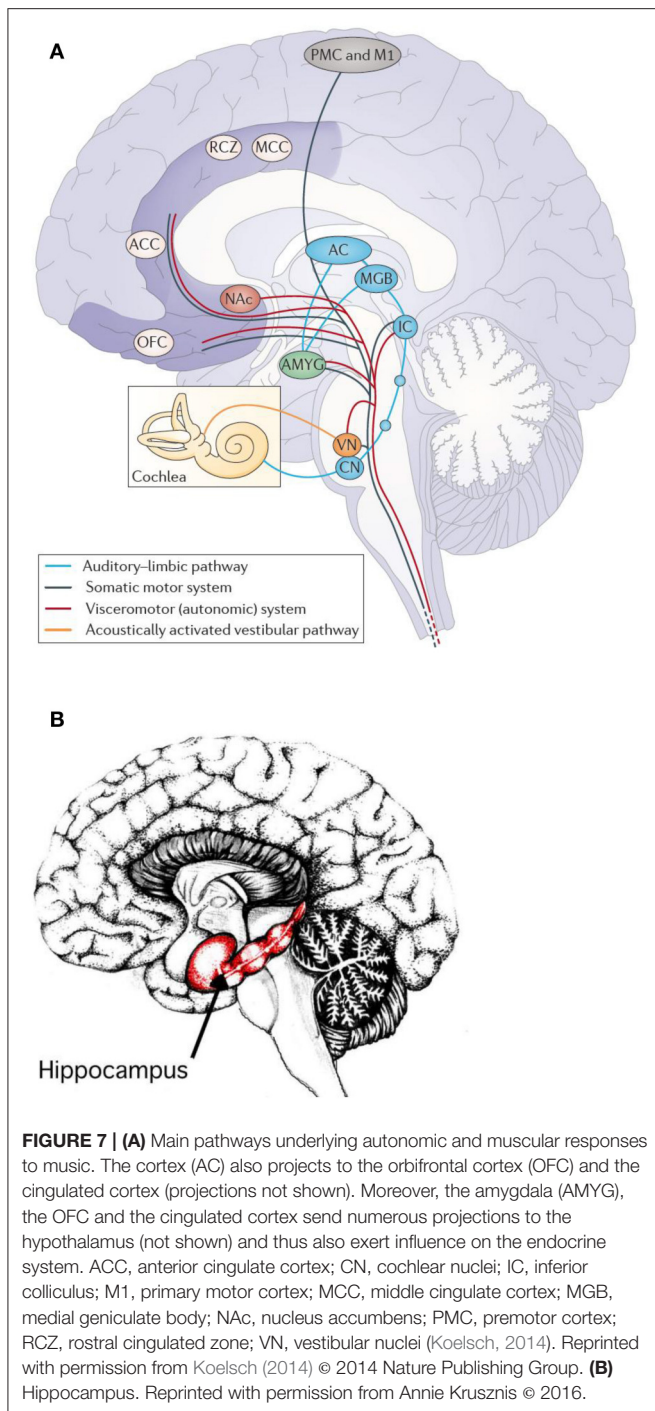 A
PMC and M1
RCZ MCC
ACC
AC
MGB
NAc
IC
OFC
AMYG
VN
CN
Cochlea
Auditory–limbic pathway
Somatic motor system
Visceromotor (autonomic) system
Acoustically activated vestibular pathway
B
Hippocampus
FIGURE 7 | (A) Main pathways underlying autonomic and muscular responses
to music. The cortex (AC) also projects to the orbifrontal cortex (OFC) and the
cingulated cortex (projections not shown). Moreover, the amygdala (AMYG),
the OFC and the cingulated cortex send numerous projections to the
hypothalamus (not shown) and thus also exert influence on the endocrine
system. ACC, anterior cingulate cortex; CN, cochlear nuclei; IC, inferior
colliculus; M1, primary motor cortex; MCC, middle cingulate cortex; MGB,
medial geniculate body; NAc, nucleus accumbens; PMC, premotor cortex;
RCZ, rostral cingulated zone; VN, vestibular nuclei (Koelsch, 2014). Reprinted
with permission from Koelsch (2014) © 2014 Nature Publishing Group. (B)
Hippocampus. Reprinted with permission from Annie Krusznis © 2016.